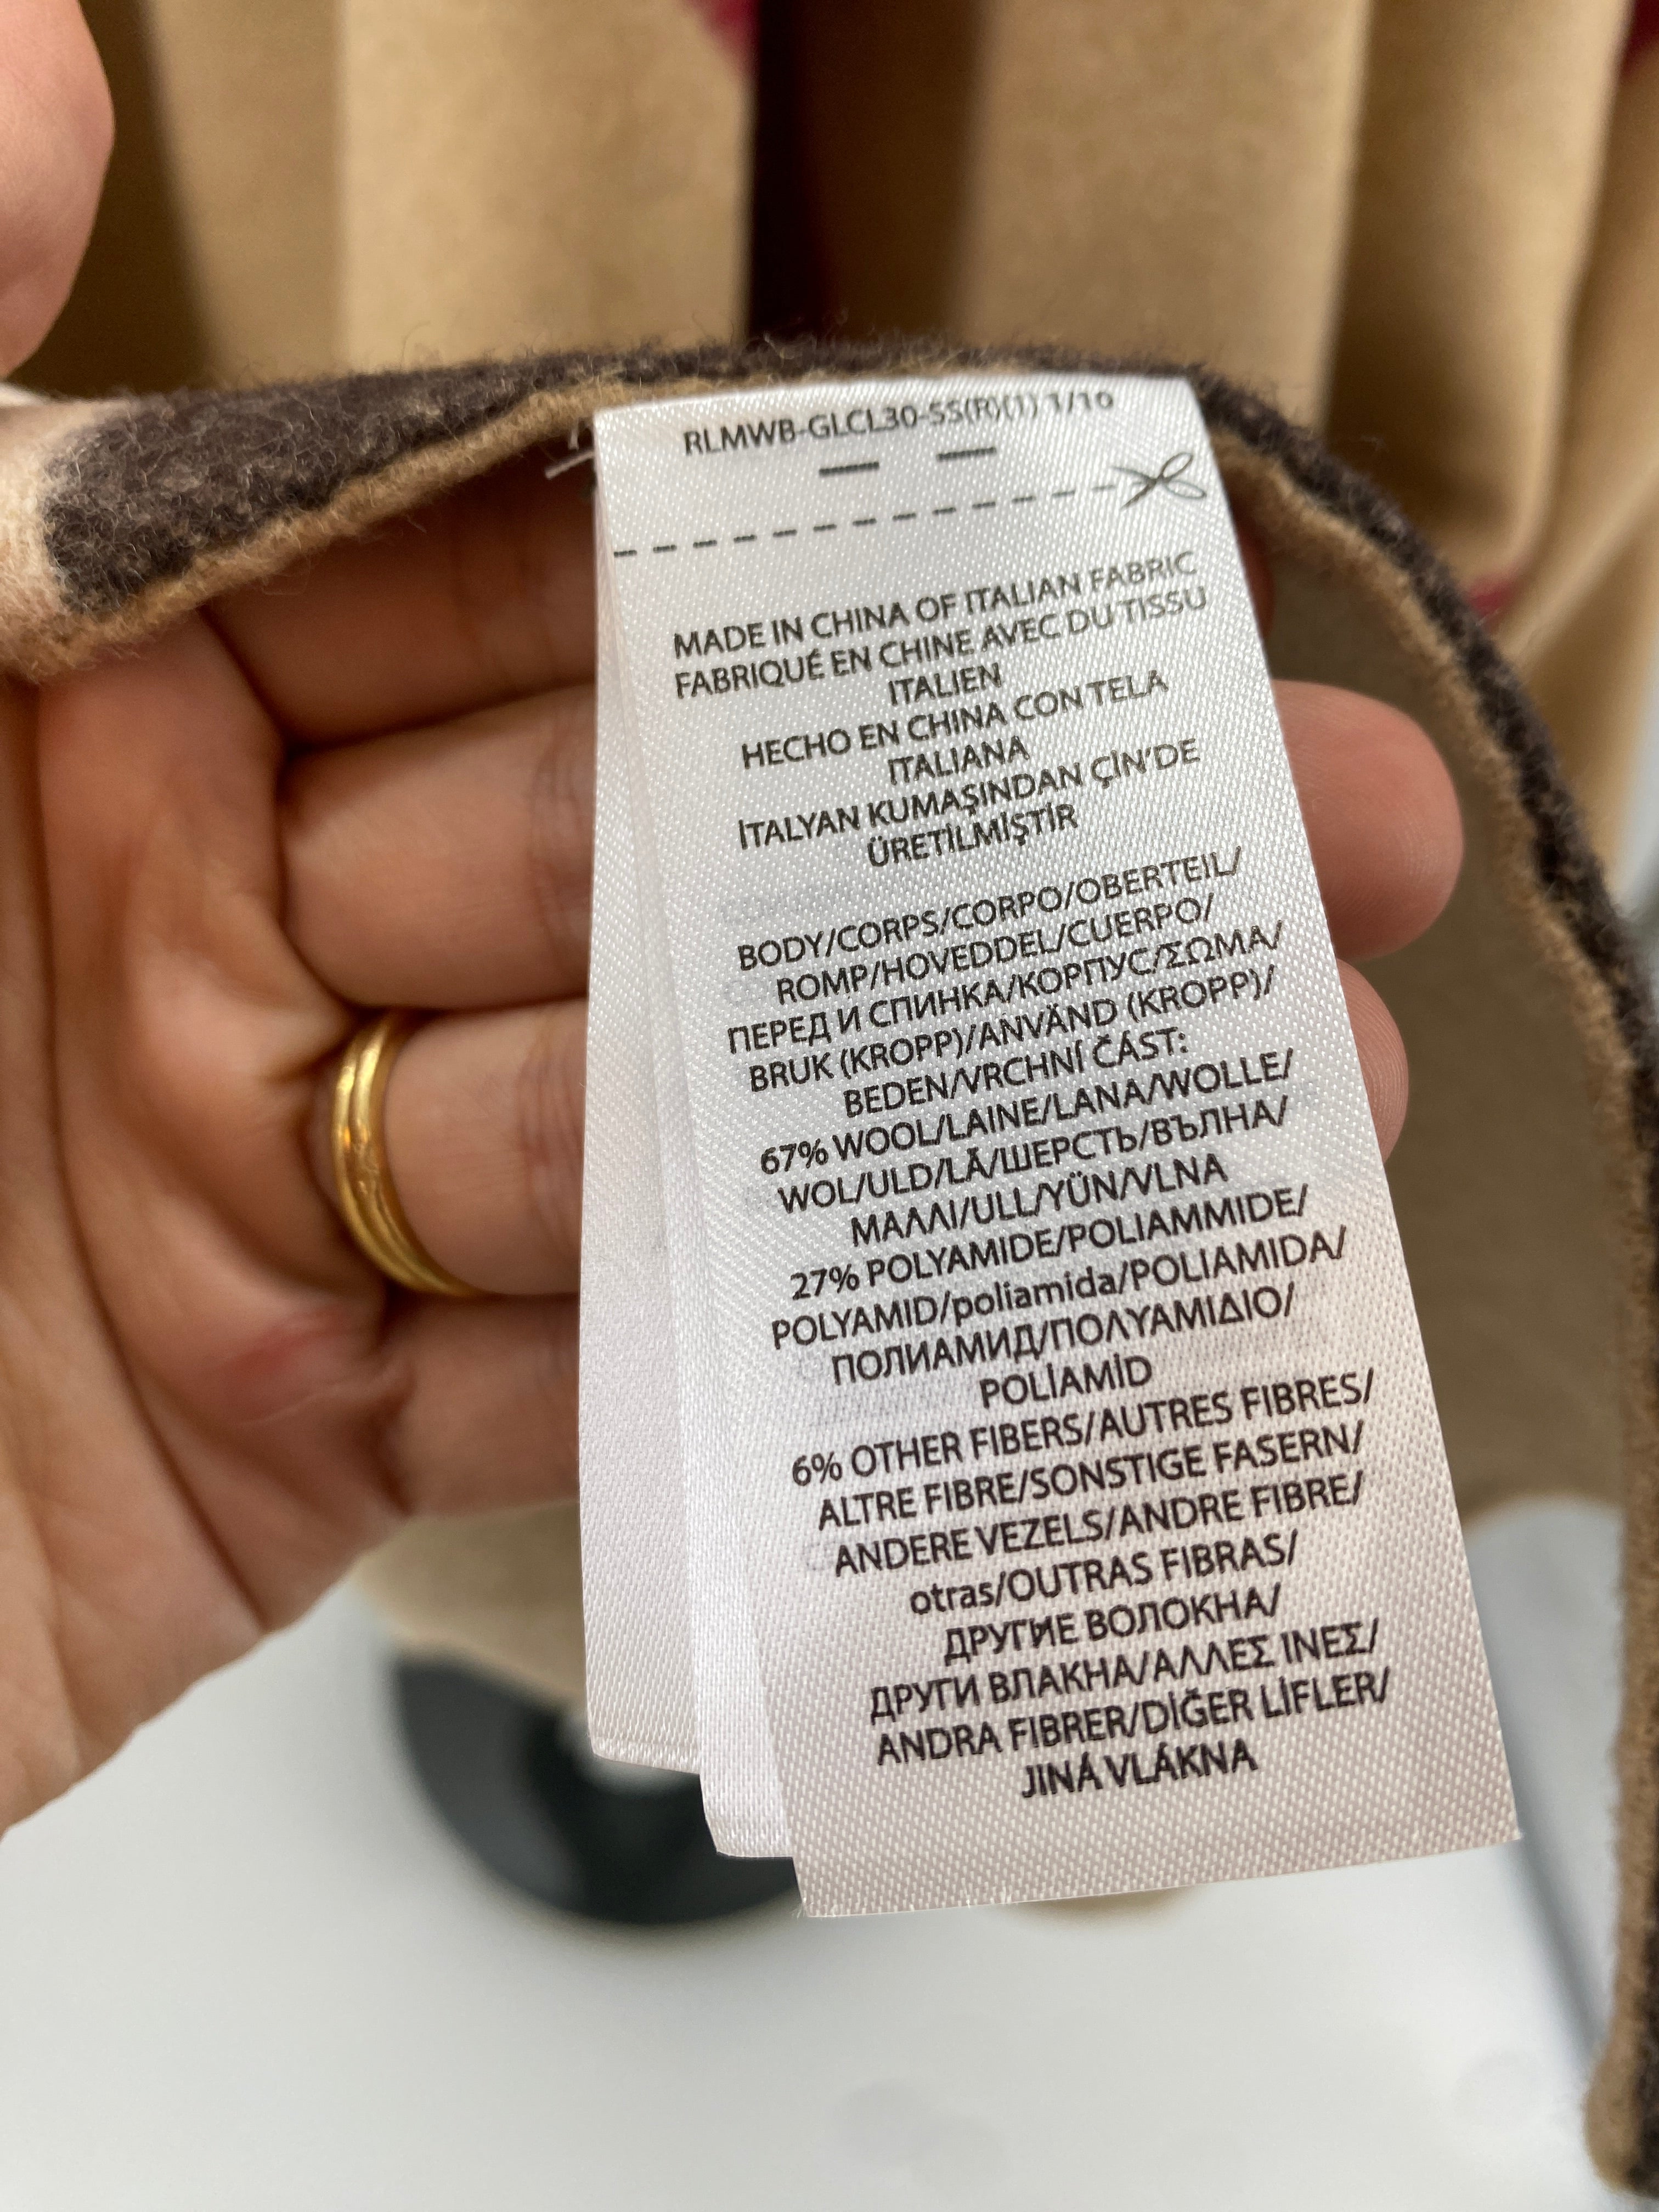 RLMWB-GLCL30-SS(R)(1) 1/10
MADE IN CHINA OF ITALIAN FABRIC
FABRIQUÉ EN CHINE AVEC DU TISSU
ITALIEN
HECHO EN CHINA CON TELA
ITALIANA
İTALYAN KUMAŞINDAN ÇİN'DE
ÜRETİLMİŞTİR
BODY/CORPS/CORPO/OBERTEIL/
ROMP/HOVEDDEL/CUERPO/
ПЕРЕД И СПИНКА/КОРПУС/ΣΩΜΑ/
BRUK (KROPP)/ANVÄND (KROPP)/
BEDEN/VRCHNÍ ČÁST:
67% WOOL/LAINE/LANA/WOLLE/
WOL/ULD/LÃ/ШЕРСТЬ/ВЪЛНА/
ΜΑΛΛΙ/ULL/YÜN/VLNA
27% POLYAMIDE/POLIAMMIDE/
POLYAMID/poliamida/POLIAMIDA/
ПОЛИАМИД/ΠΟΛΥΑΜΙΔΙΟ/
POLİAMİD
6% OTHER FIBERS/AUTRES FIBRES/
ALTRE FIBRE/SONSTIGE FASERN/
ANDERE VEZELS/ANDRE FIBRE/
otras/OUTRAS FIBRAS/
ДРУГИЕ ВОЛОКНА/
ДРУГИ ВЛАКНА/ΑΛΛΕΣ ΙΝΕΣ/
ANDRA FIBRER/DİĞER LİFLER/
JINÁ VLÁKNA